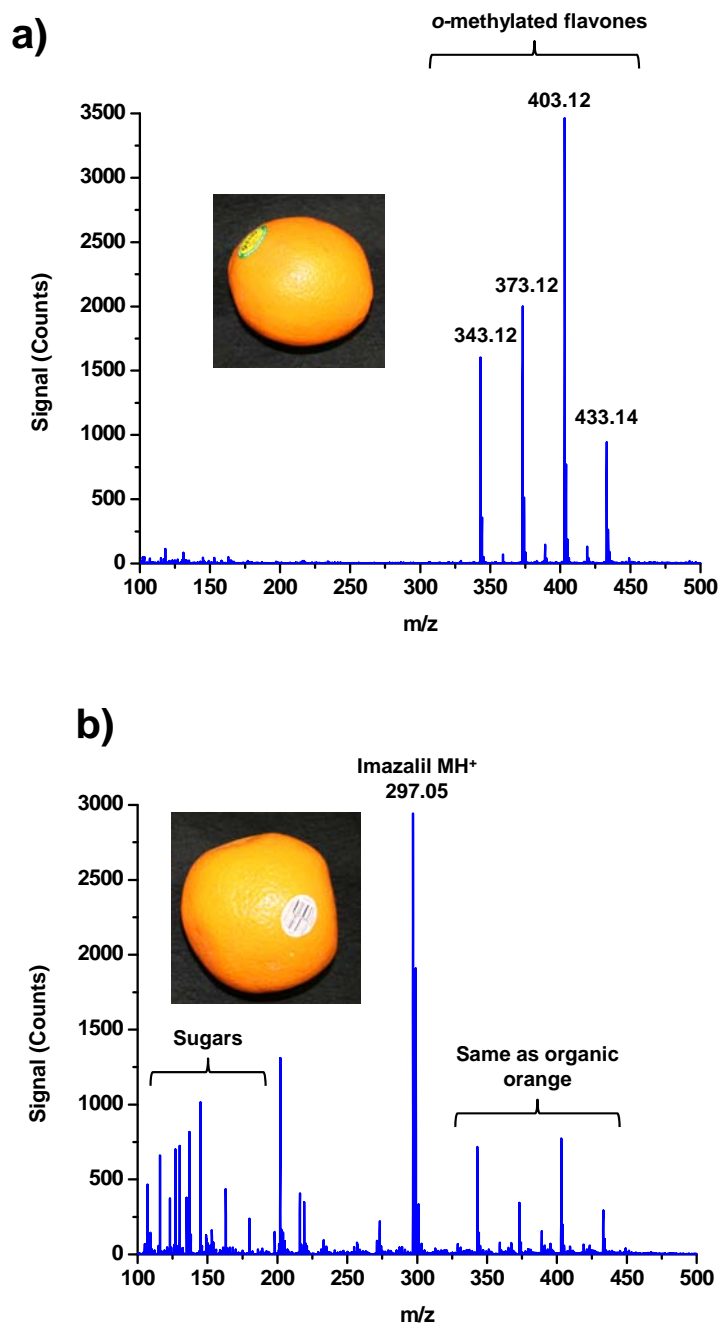 a)
o-methylated flavones
3500
3000
2500
2000
1500
1000
500
0
Signal (Counts)
403.12
373.12
343.12
433.14
100 150 200 250 300 350 400 450 500
m/z
b)
Imazalil MH+
297.05
3000
2500
2000
1500
1000
500
0
Signal (Counts)
Sugars
Same as organic
orange
100 150 200 250 300 350 400 450 500
m/z